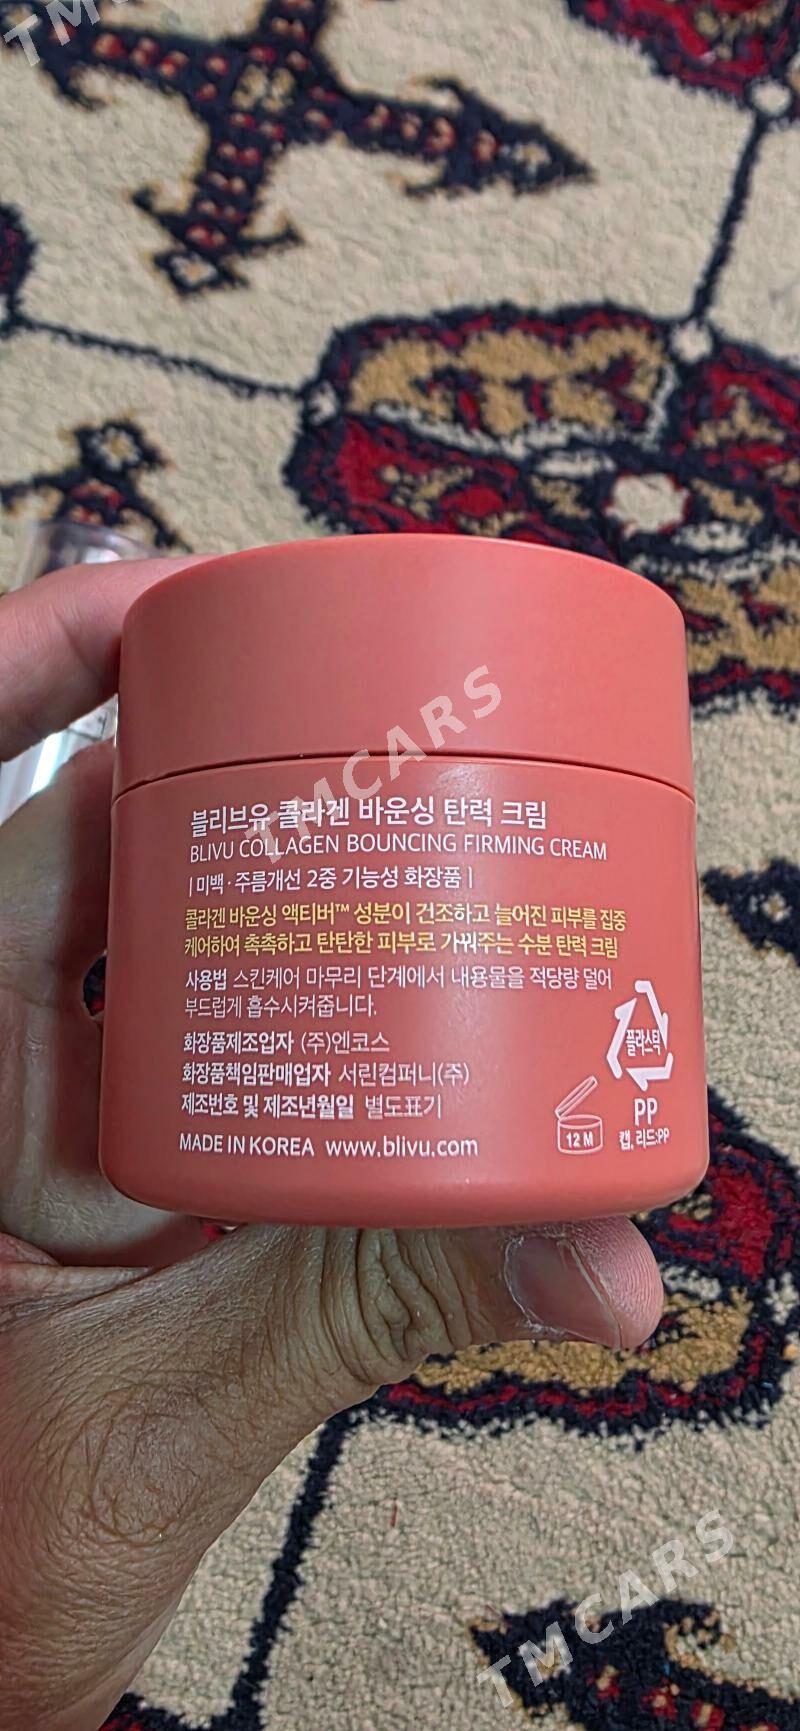 블리브유 콜라겐 바운싱 탄력 크림
BLIVU COLLAGEN BOUNCING FIRMING CREAM
| 미백·주름개선 2중 기능성 화장품 |
콜라겐 바운싱 액티버™ 성분이 건조하고 늘어진 피부를 집중
케어하여 촉촉하고 탄탄한 피부로 가꿔주는 수분 탄력 크림
사용법 스킨케어 마무리 단계에서 내용물을 적당량 덜어
부드럽게 흡수시켜줍니다.
화장품제조업자 (주)엔코스
화장품책임판매업자 서린컴퍼니(주)
제조번호 및 제조년월일 별도표기
MADE IN KOREA www.blivu.com
12 M
플라스틱
PP
캡, 리드:PP
TMCARS
TMCARS
TMCARS